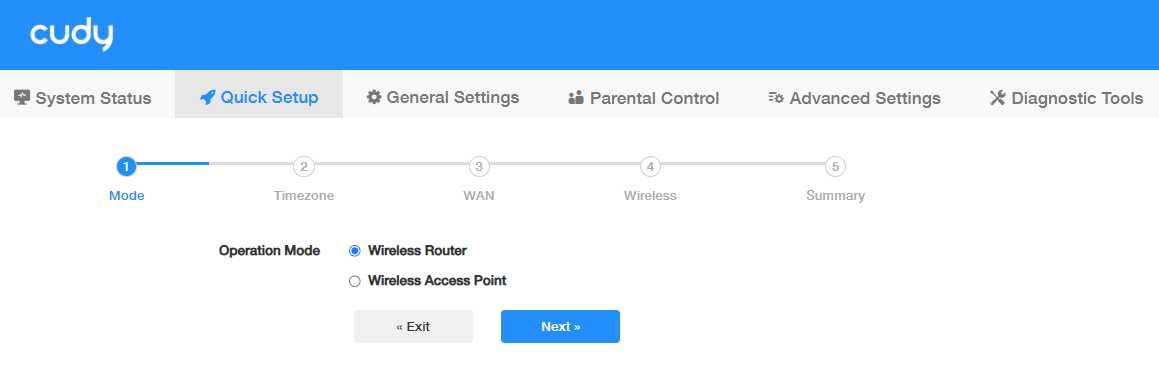 cudy
System Status Quick Setup General Settings Parental Control Advanced Settings Diagnostic Tools
1 2 3 4 5
Mode Timezone WAN Wireless Summary
Operation Mode Wireless Router
Wireless Access Point
« Exit Next »